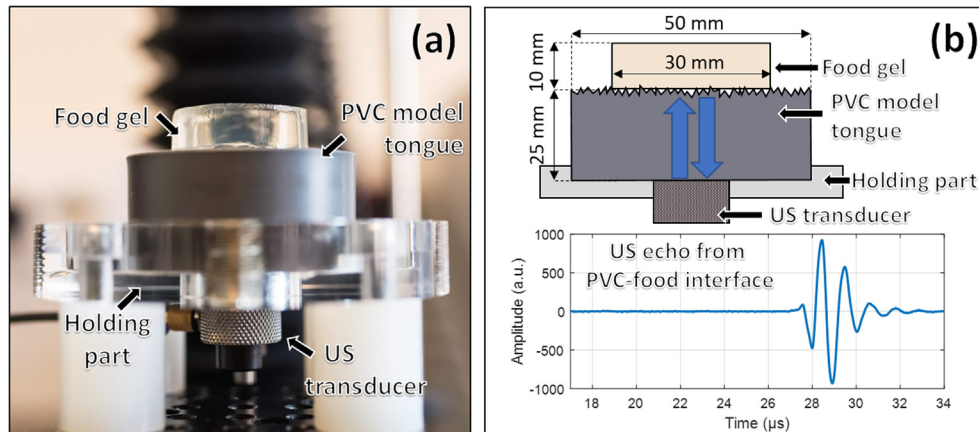 (a)
Food gel
PVC model
tongue
Holding
part
US
transducer
(b)
50 mm
10 mm
30 mm
Food gel
25 mm
PVC model
tongue
Holding part
US transducer
US echo from
PVC-food interface
Amplitude (a.u.)
1000
500
0
-500
-1000
18 20 22 24 26 28 30 32 34
Time (μs)